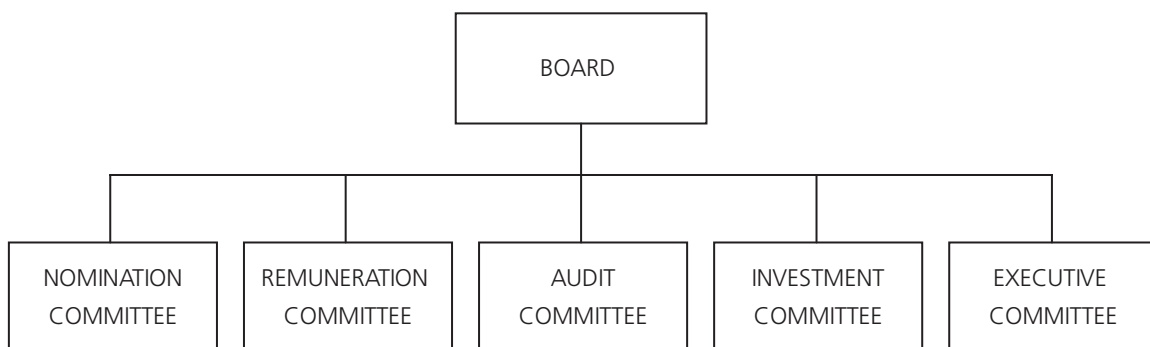 BOARD
NOMINATION
COMMITTEE
REMUNERATION
COMMITTEE
AUDIT
COMMITTEE
INVESTMENT
COMMITTEE
EXECUTIVE
COMMITTEE